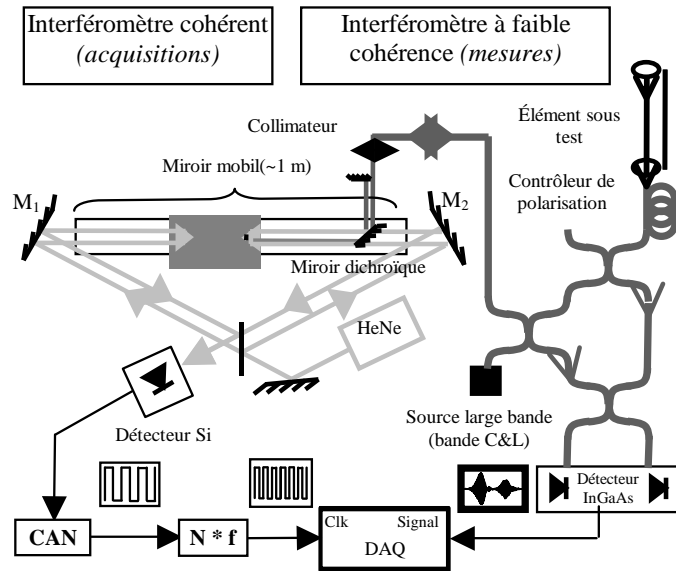 Interféromètre cohérent
(acquisitions)
Interféromètre à faible
cohérence (mesures)
Élément sous
test
Collimateur
Miroir mobil(~1 m)
Contrôleur de
polarisation
M1
M2
Miroir dichroïque
HeNe
Détecteur Si
Source large bande
(bande C&L)
Détecteur
InGaAs
CAN
N * f
Clk
Signal
DAQ